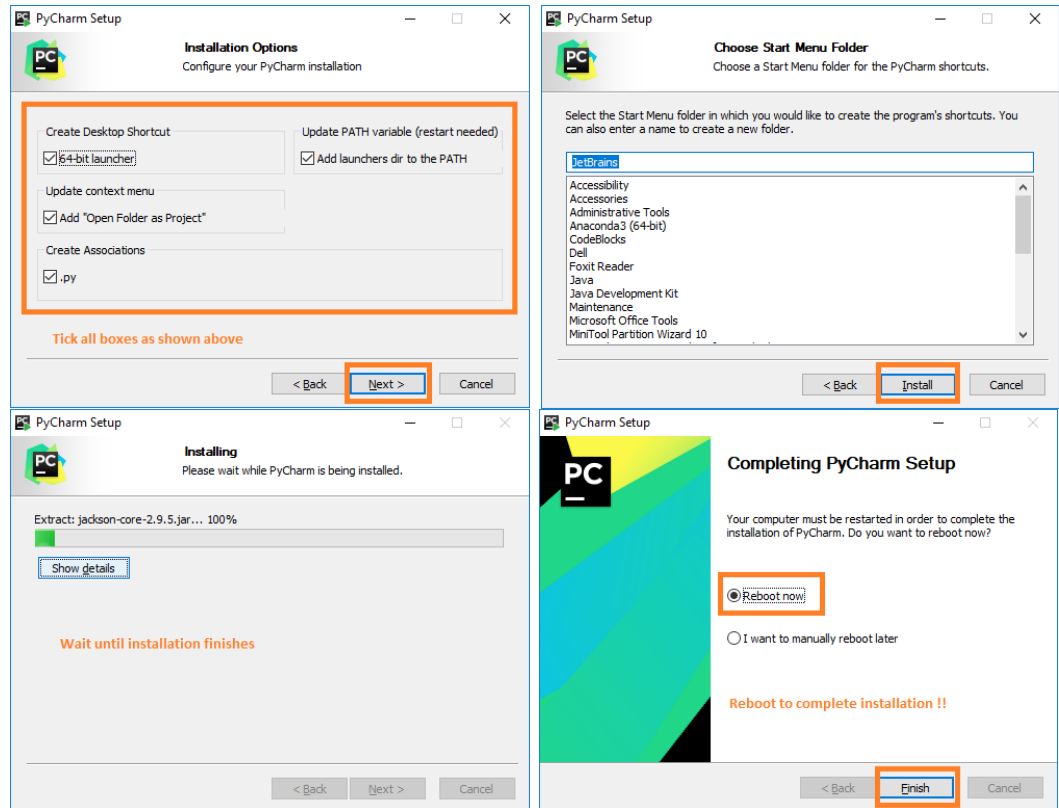 PyCharm Setup
PC
Installation Options
Configure your PyCharm installation
Create Desktop Shortcut
64-bit launcher
Update PATH variable (restart needed)
Add launchers dir to the PATH
Update context menu
Add "Open Folder as Project"
Create Associations
.py
Tick all boxes as shown above
< Back
Next >
Cancel
PyCharm Setup
PC
Choose Start Menu Folder
Choose a Start Menu folder for the PyCharm shortcuts.
Select the Start Menu folder in which you would like to create the program's shortcuts. You
can also enter a name to create a new folder.
JetBrains
Accessibility
Accessories
Administrative Tools
Anaconda3 (64-bit)
CodeBlocks
Dell
Foxit Reader
Java
Java Development Kit
Maintenance
Microsoft Office Tools
MiniTool Partition Wizard 10
< Back
Install
Cancel
PyCharm Setup
PC
Installing
Please wait while PyCharm is being installed.
Extract: jackson-core-2.9.5.jar... 100%
Show details
Wait until installation finishes
< Back
Next >
Cancel
PyCharm Setup
PC
Completing PyCharm Setup
Your computer must be restarted in order to complete the
installation of PyCharm. Do you want to reboot now?
Reboot now
I want to manually reboot later
Reboot to complete installation !!
< Back
Finish
Cancel